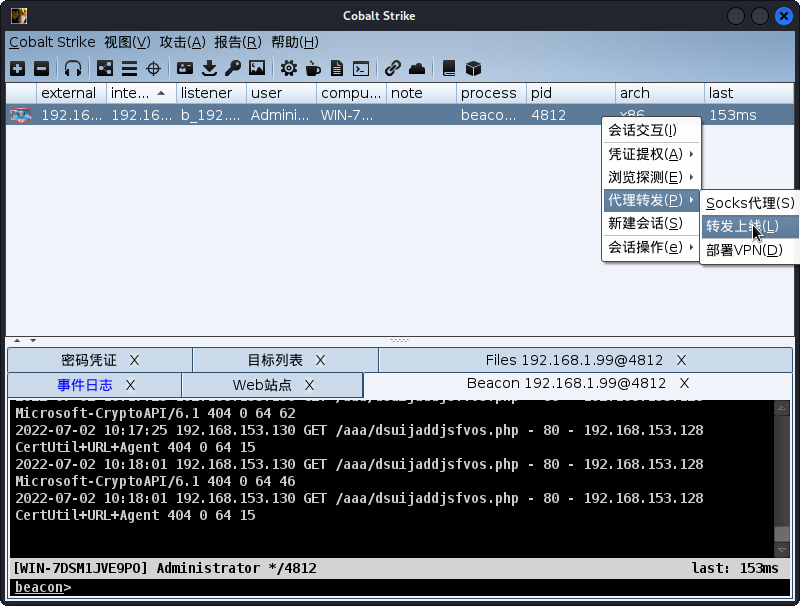 Cobalt Strike
Cobalt Strike 视图(V) 攻击(A) 报告(R) 帮助(H)
external inte... listener user compu... note process pid arch last
192.16... 192.16... b_192.... Admini... WIN-7... beaco... 4812 x86 153ms
会话交互(I)
凭证提权(A)
浏览探测(E)
代理转发(P)
新建会话(S)
会话操作(e)
Socks代理(S)
转发上线(L)
部署VPN(D)
密码凭证 X 目标列表 X Files 192.168.1.99@4812 X
事件日志 X Web站点 X Beacon 192.168.1.99@4812 X
Microsoft-CryptoAPI/6.1 404 0 64 62
2022-07-02 10:17:25 192.168.153.130 GET /aaa/dsuijaddjsfvos.php - 80 - 192.168.153.128
CertUtil+URL+Agent 404 0 64 15
2022-07-02 10:18:01 192.168.153.130 GET /aaa/dsuijaddjsfvos.php - 80 - 192.168.153.128
Microsoft-CryptoAPI/6.1 404 0 64 46
2022-07-02 10:18:01 192.168.153.130 GET /aaa/dsuijaddjsfvos.php - 80 - 192.168.153.128
CertUtil+URL+Agent 404 0 64 15
[WIN-7DSM1JVE9PO] Administrator */4812 last: 153ms
beacon>